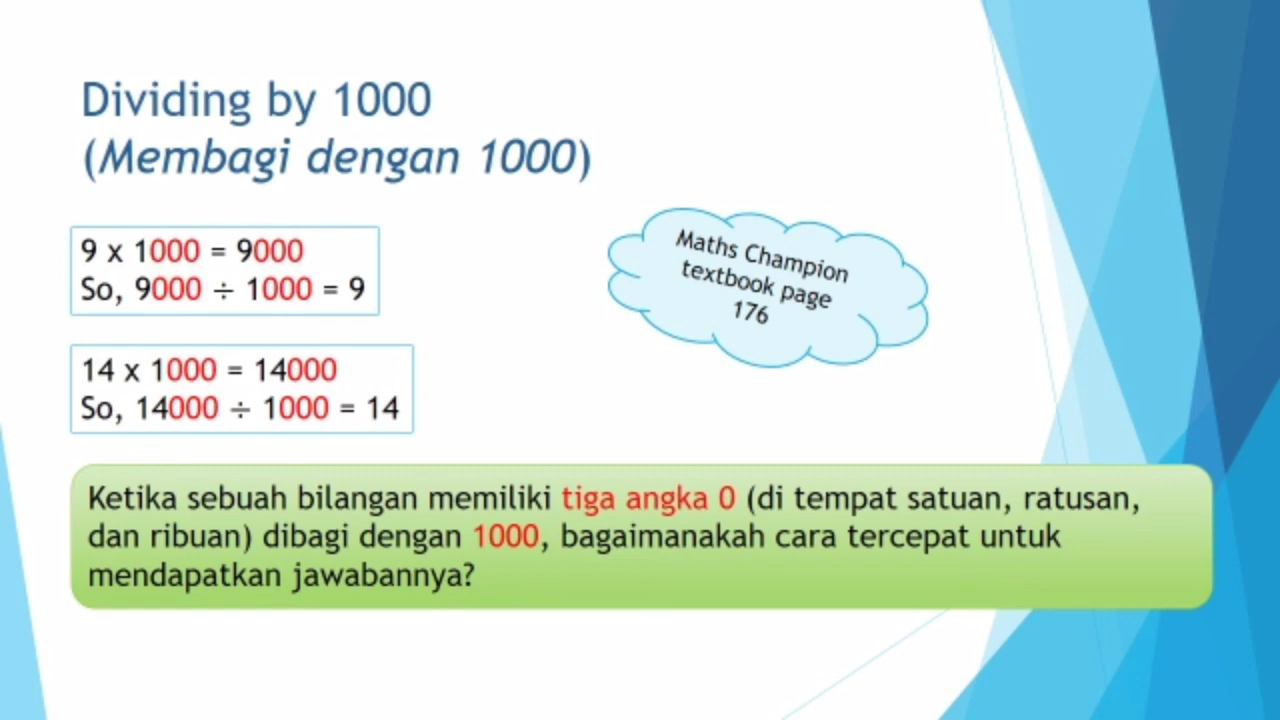 Dividing by 1000
(Membagi dengan 1000)
9 x 1000 = 9000
So, 9000 ÷ 1000 = 9
Maths Champion
textbook page
176
14 x 1000 = 14000
So, 14000 ÷ 1000 = 14
Ketika sebuah bilangan memiliki tiga angka 0 (di tempat satuan, ratusan,
dan ribuan) dibagi dengan 1000, bagaimanakah cara tercepat untuk
mendapatkan jawabannya?